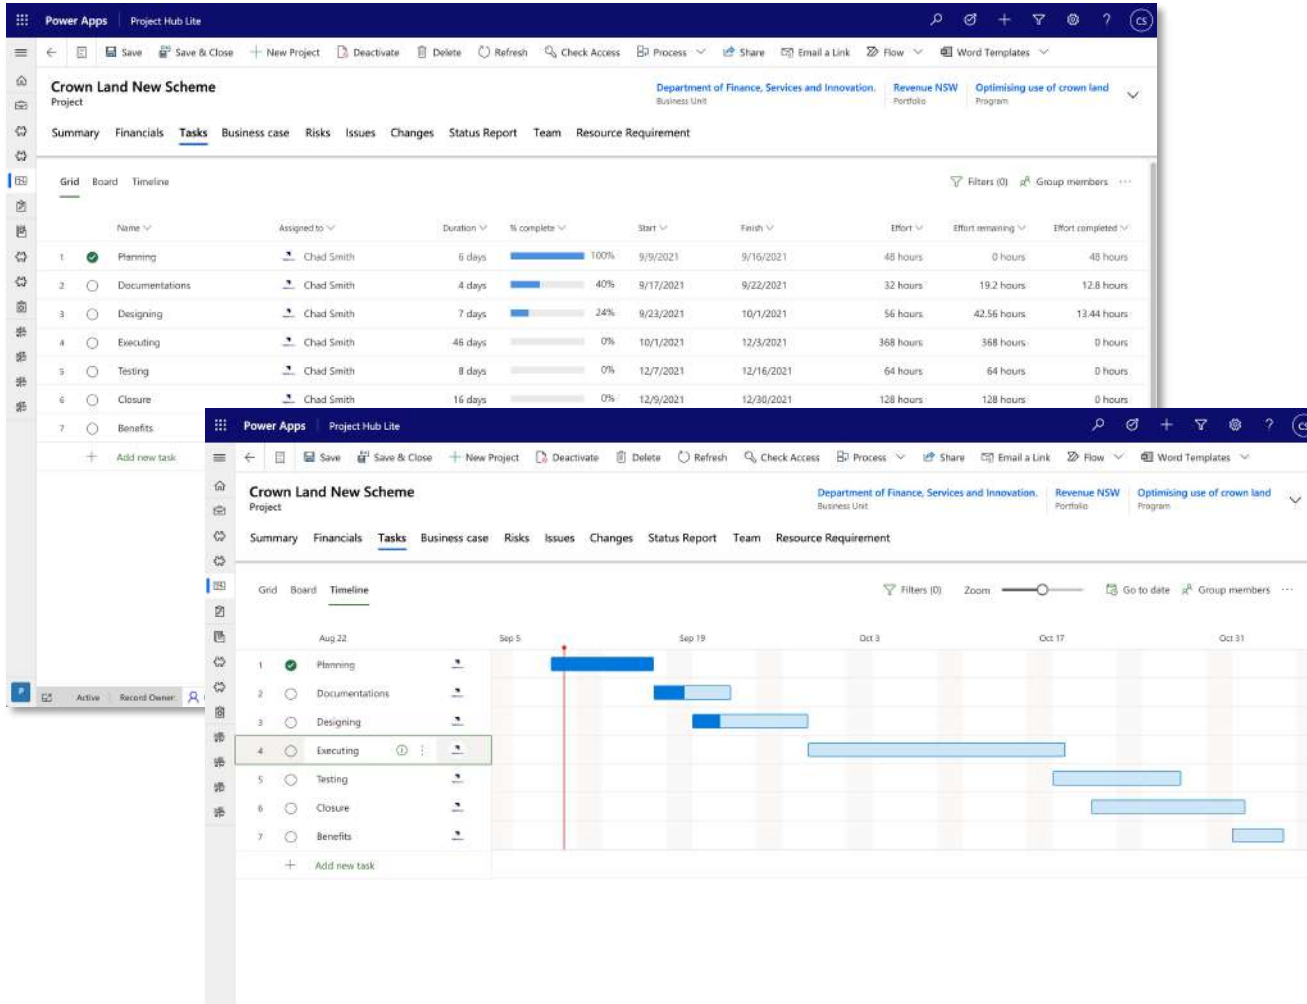 Power Apps Project Hub Lite CS
Save Save & Close New Project Deactivate Delete Refresh Check Access Process Share Email a Link Flow Word Templates
Crown Land New Scheme
Project
Department of Finance, Services and Innovation. Revenue NSW Optimising use of crown land
Business Unit Portfolio Program
Summary Financials Tasks Business case Risks Issues Changes Status Report Team Resource Requirement
Grid Board Timeline Filters (0) Group members ...
Name Assigned to Duration % complete Start Finish Effort Effort remaining Effort completed
1 Planning Chad Smith 6 days 100% 9/9/2021 9/16/2021 48 hours 0 hours 48 hours
2 Documentations Chad Smith 4 days 40% 9/17/2021 9/22/2021 32 hours 19.2 hours 12.8 hours
3 Designing Chad Smith 7 days 24% 9/23/2021 10/1/2021 56 hours 42.56 hours 13.44 hours
4 Executing Chad Smith 46 days 0% 10/1/2021 12/3/2021 368 hours 368 hours 0 hours
5 Testing Chad Smith 8 days 0% 12/7/2021 12/16/2021 64 hours 64 hours 0 hours
6 Closure Chad Smith 16 days 0% 12/9/2021 12/30/2021 128 hours 128 hours 0 hours
7 Benefits
Add new task
P Active Record Owner:
Power Apps Project Hub Lite CS
Save Save & Close New Project Deactivate Delete Refresh Check Access Process Share Email a Link Flow Word Templates
Crown Land New Scheme
Project
Department of Finance, Services and Innovation. Revenue NSW Optimising use of crown land
Business Unit Portfolio Program
Summary Financials Tasks Business case Risks Issues Changes Status Report Team Resource Requirement
Grid Board Timeline Filters (0) Zoom Go to date Group members ...
Aug 22 Sep 5 Sep 19 Oct 3 Oct 17 Oct 31
1 Planning
2 Documentations
3 Designing
4 Executing
5 Testing
6 Closure
7 Benefits
Add new task